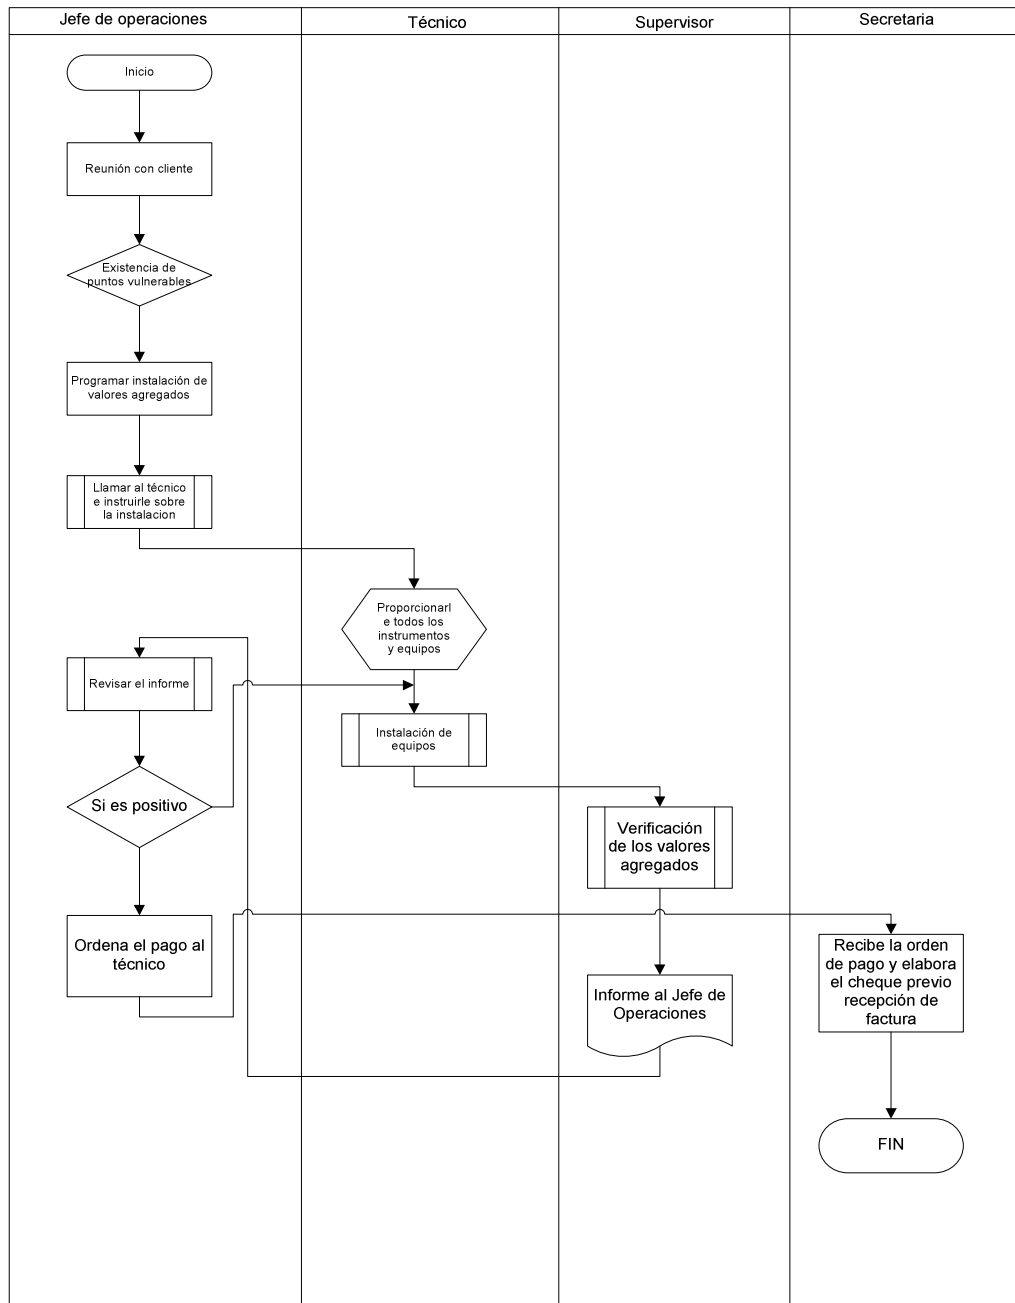 Jefe de operaciones
Técnico
Supervisor
Secretaria
Inicio
Reunión con cliente
Existencia de
puntos vulnerables
Programar instalación de
valores agregados
Llamar al técnico
e instruirle sobre
la instalacion
Proporcionarl
e todos los
instrumentos
y equipos
Revisar el informe
Instalación de
equipos
Si es positivo
Verificación
de los valores
agregados
Ordena el pago al
técnico
Recibe la orden
de pago y elabora
el cheque previo
recepción de
factura
Informe al Jefe de
Operaciones
FIN